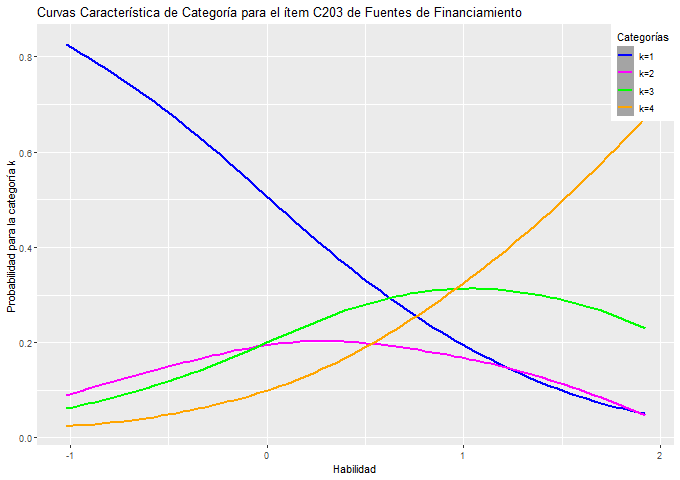 Curvas Característica de Categoría para el ítem C203 de Fuentes de Financiamiento
Categorías
k=1
k=2
k=3
k=4
Probabilidad para la categoría k
0.8
0.6
0.4
0.2
0.0
-1
0
1
2
Habilidad